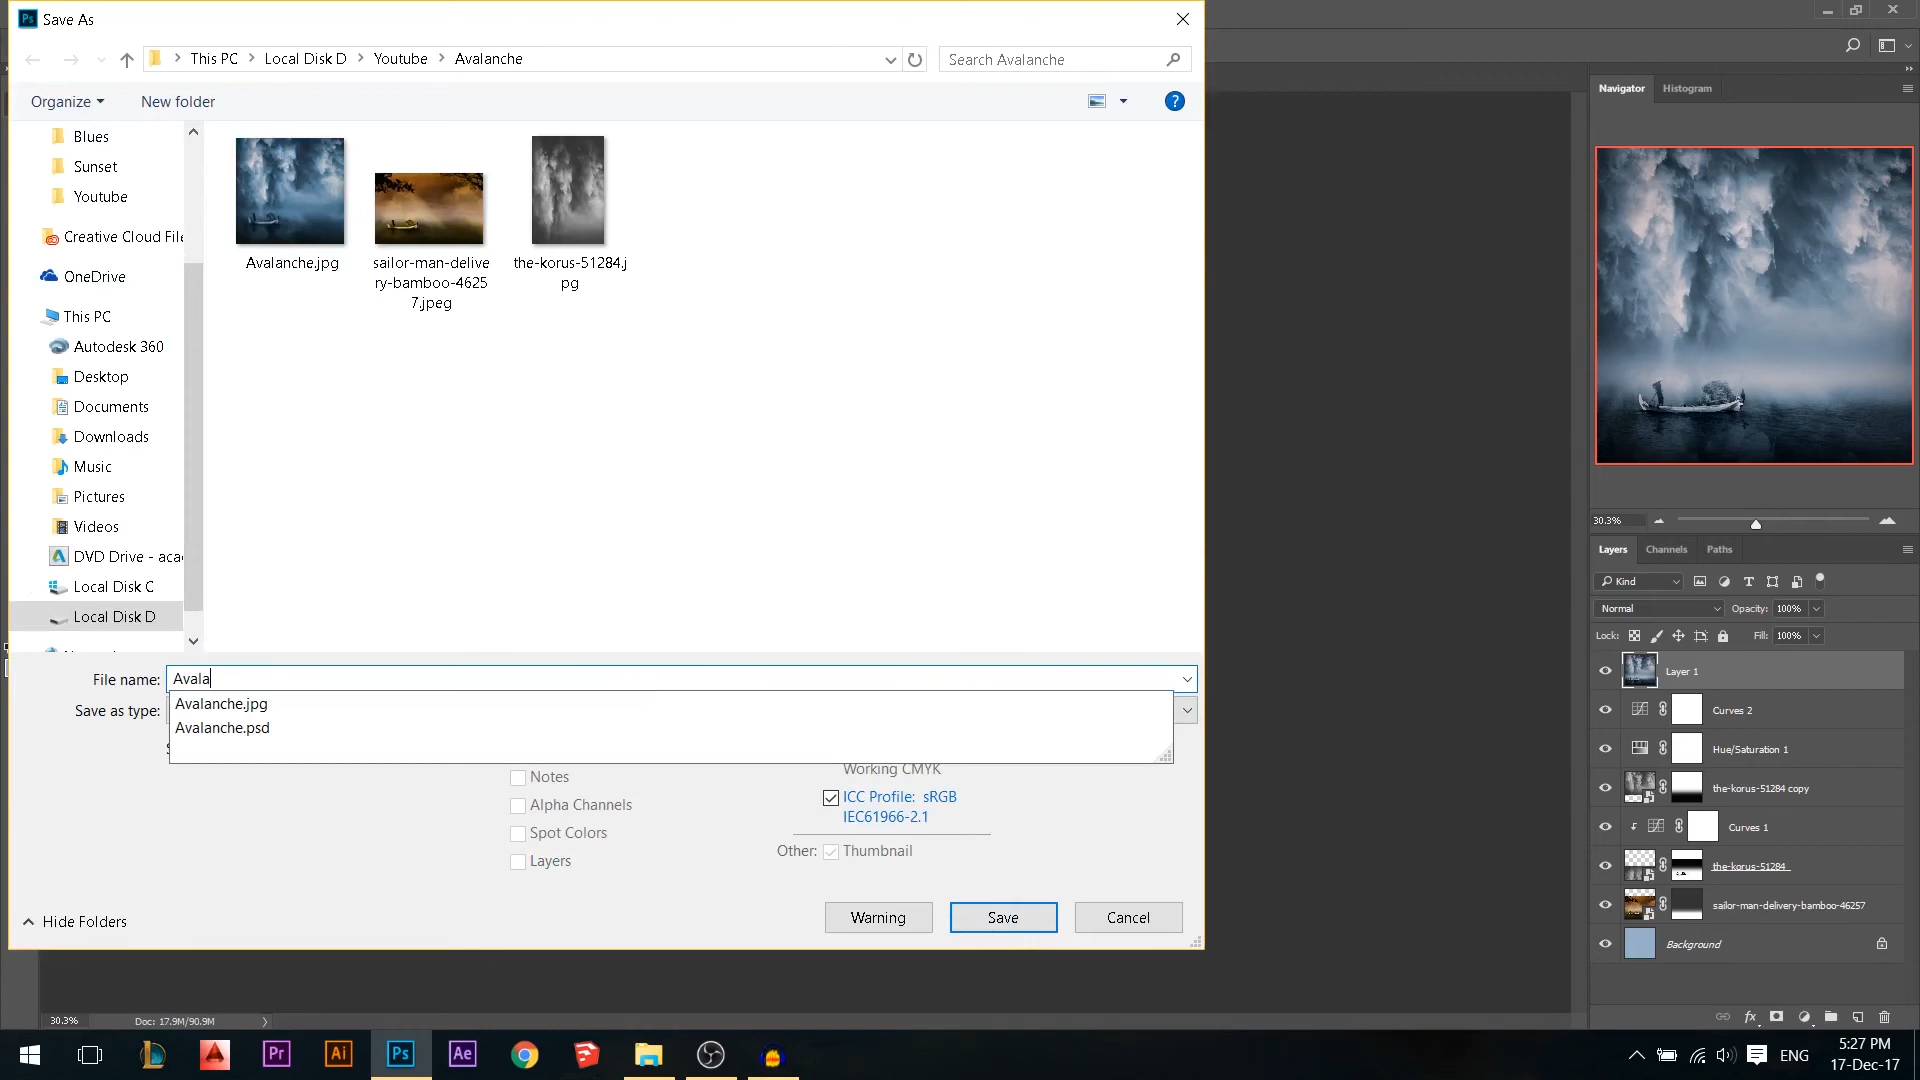 Ps Save As
This PC
Local Disk D
Youtube
Avalanche
Search Avalanche
Organize
New folder
?
Blues
Sunset
Youtube
Creative Cloud File
OneDrive
This PC
Autodesk 360
Desktop
Documents
Downloads
Music
Pictures
Videos
DVD Drive - aca
Local Disk C
Local Disk D
Avalanche.jpg
sailor-man-delive
ry-bamboo-4625
7.jpeg
the-korus-51284.j
pg
File name: Avala
Avalanche.jpg
Avalanche.psd
Save as type:
Notes
Alpha Channels
Spot Colors
Layers
Working CMYK
ICC Profile: sRGB
IEC61966-2.1
Other: Thumbnail
Hide Folders
Warning
Save
Cancel
Navigator
Histogram
30.3%
Layers
Channels
Paths
Kind
T
Normal
Opacity: 100%
Lock:
Fill: 100%
Layer 1
Curves 2
Hue/Saturation 1
the-korus-51284 copy
Curves 1
the-korus-51284
sailor-man-delivery-bamboo-46257
Background
fx
30.3%
Doc: 17.9M/90.9M
Pr
Ai
Ps
Ae
ENG
5:27 PM
17-Dec-17